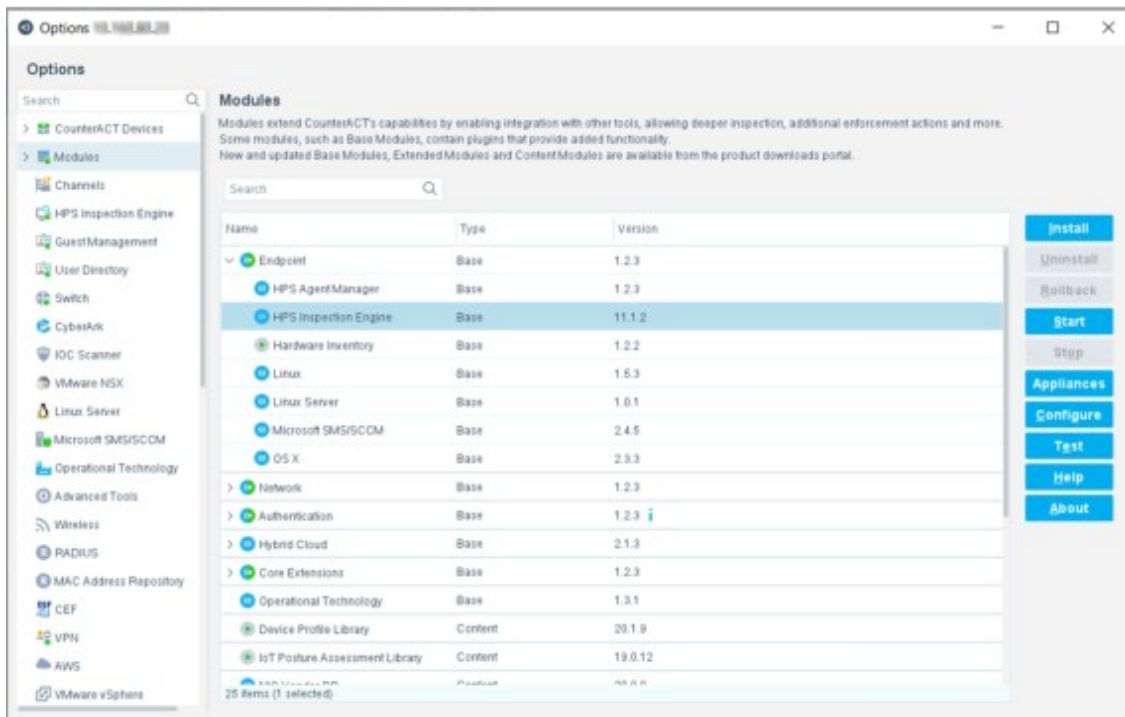 Options
Options
Search
CounterACT Devices
Modules
Channels
HPS Inspection Engine
Guest Management
User Directory
Switch
CyberArk
IOC Scanner
VMware NSX
Linux Server
Microsoft SMS/SCCM
Operational Technology
Advanced Tools
Wireless
RADIUS
MAC Address Repository
CEF
VPN
AWS
VMware vSphere
Modules
Modules extend CounterACT's capabilities by enabling integration with other tools, allowing deeper inspection, additional enforcement actions and more.
Some modules, such as Base Modules, contain plugins that provide added functionality.
New and updated Base Modules, Extended Modules and Content Modules are available from the product downloads portal.
Search
Name Type Version
Endpoint Base 1.2.3
HPS Agent Manager Base 1.2.3
HPS Inspection Engine Base 11.1.2
Hardware Inventory Base 1.2.2
Linux Base 1.5.3
Linux Server Base 1.0.1
Microsoft SMS/SCCM Base 2.4.5
OS X Base 2.3.3
Network Base 1.2.3
Authentication Base 1.2.3
Hybrid Cloud Base 2.1.3
Core Extensions Base 1.2.3
Operational Technology Base 1.3.1
Device Profile Library Content 20.1.9
IoT Posture Assessment Library Content 19.0.12
25 items (1 selected)
Install
Uninstall
Rollback
Start
Stop
Appliances
Configure
Test
Help
About